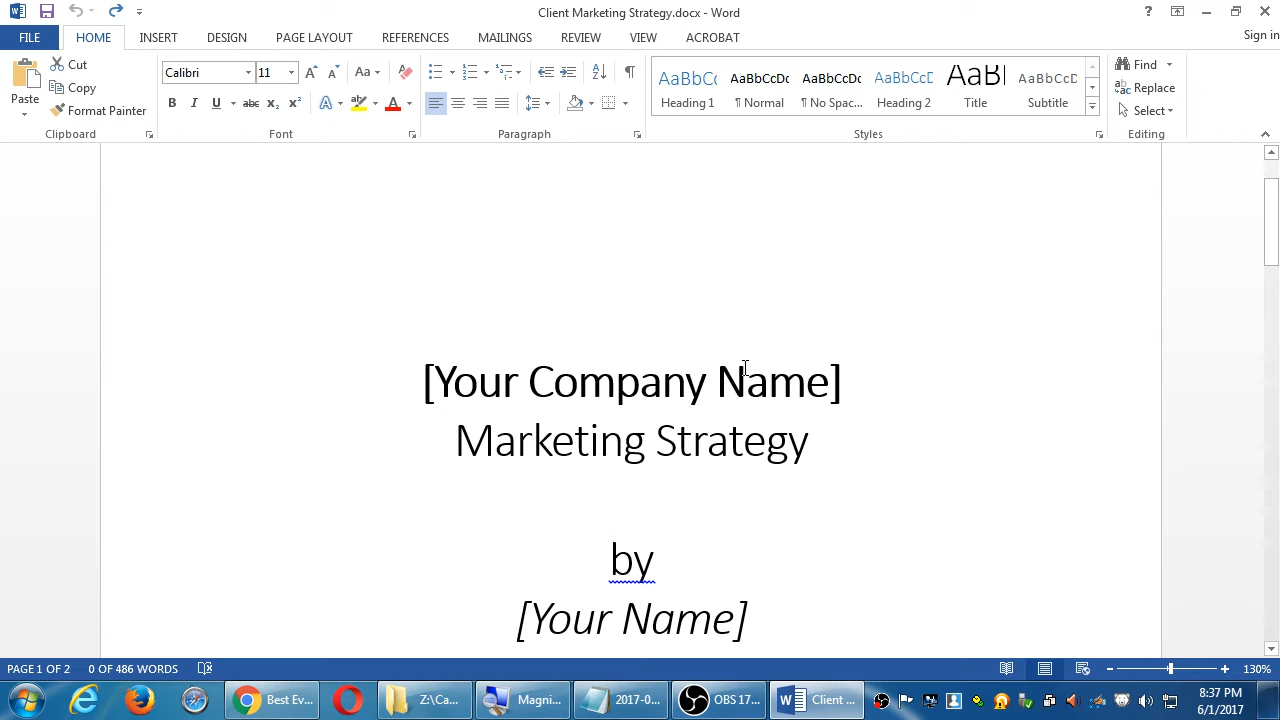 Client Marketing Strategy.docx - Word
FILE HOME INSERT DESIGN PAGE LAYOUT REFERENCES MAILINGS REVIEW VIEW ACROBAT Sign in
Paste
Cut
Copy
Format Painter
Clipboard
Calibri 11
Font
Paragraph
AaBbCc AaBbCcDc AaBbCcDc AaBbCcD AaB AaBbCcD
Heading 1 ¶ Normal ¶ No Spac... Heading 2 Title Subtitle
Styles
Find
Replace
Select
Editing
[Your Company Name]
Marketing Strategy
by
[Your Name]
PAGE 1 OF 2 0 OF 486 WORDS 130%
Best Ev... Z:\Ca... Magni... 2017-0... OBS 17... Client ...
8:37 PM
6/1/2017